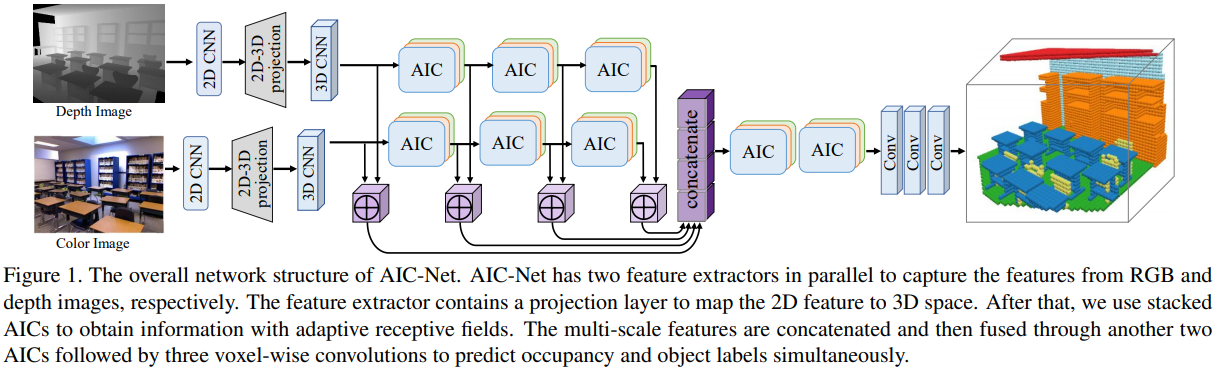 Depth Image
2D CNN
2D-3D
projection
3D CNN
AIC
AIC
AIC
Color Image
2D CNN
2D-3D
projection
3D CNN
AIC
AIC
AIC
concatenate
AIC
AIC
Conv
Conv
Conv
Figure 1. The overall network structure of AIC-Net. AIC-Net has two feature extractors in parallel to capture the features from RGB and
depth images, respectively. The feature extractor contains a projection layer to map the 2D feature to 3D space. After that, we use stacked
AICs to obtain information with adaptive receptive fields. The multi-scale features are concatenated and then fused through another two
AICs followed by three voxel-wise convolutions to predict occupancy and object labels simultaneously.